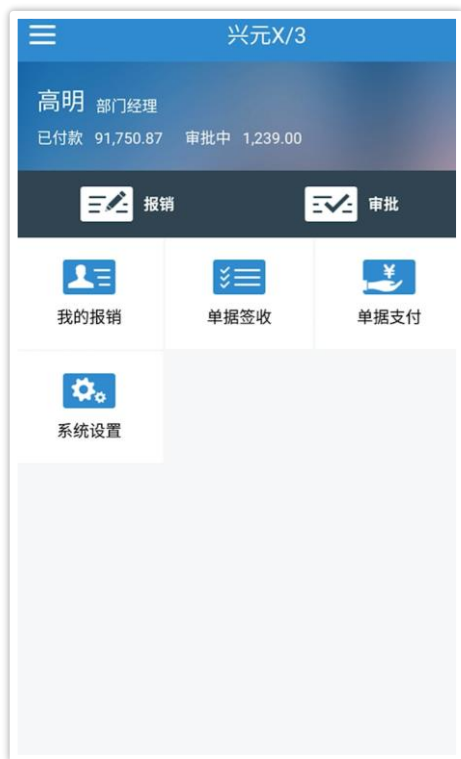 兴元X/3
高明 部门经理
已付款 91,750.87 审批中 1,239.00
报销 审批
我的报销 单据签收 单据支付
系统设置